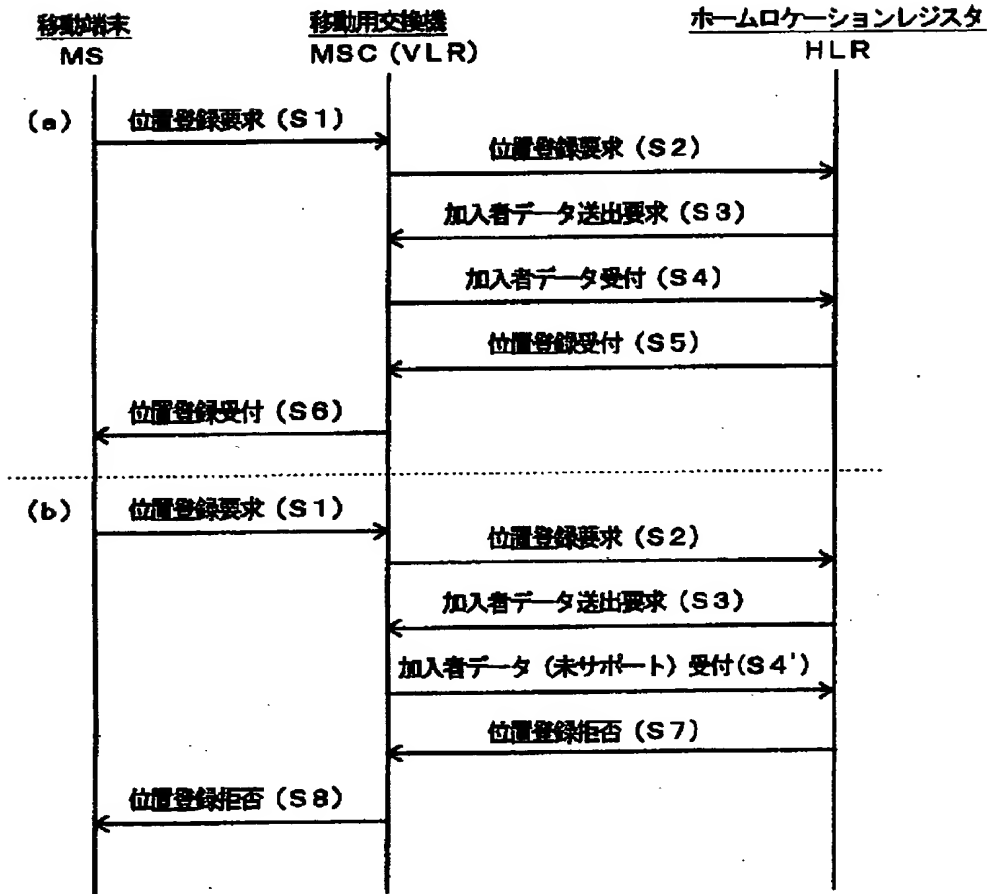 移動端末
MS
移動用交換機
MSC (VLR)
ホームロケーションレジスタ
HLR
(a)
位置登録要求 (S1)
位置登録要求 (S2)
加入者データ送出要求 (S3)
加入者データ受付 (S4)
位置登録受付 (S5)
位置登録受付 (S6)
(b)
位置登録要求 (S1)
位置登録要求 (S2)
加入者データ送出要求 (S3)
加入者データ (未サポート) 受付(S4')
位置登録拒否 (S7)
位置登録拒否 (S8)